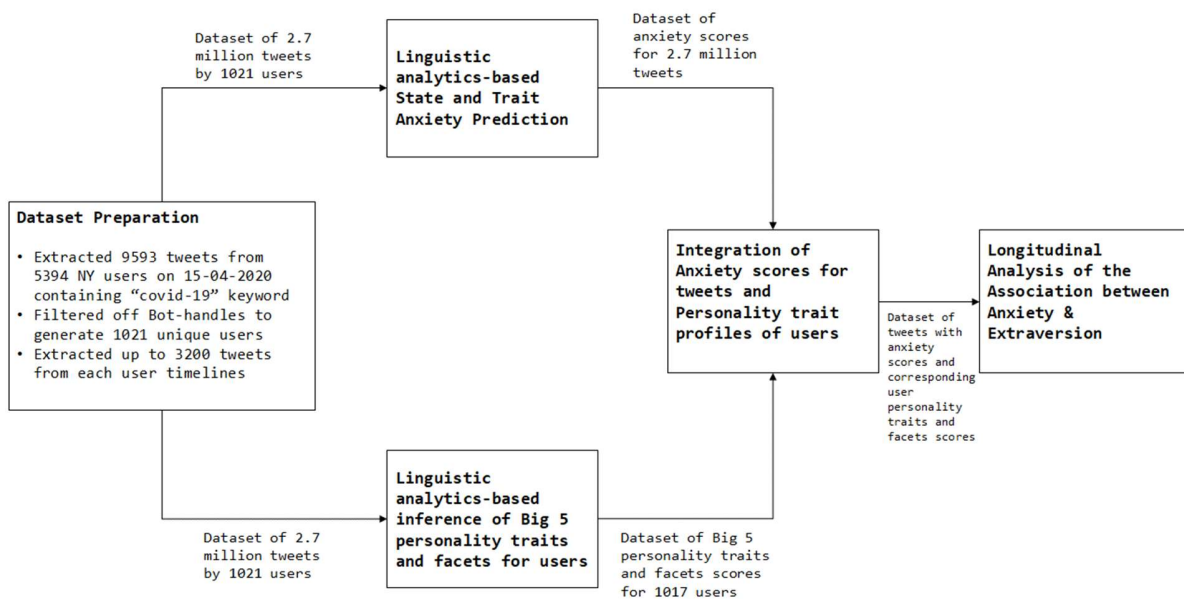 Dataset of 2.7
million tweets
by 1021 users
Linguistic
analytics-based
State and Trait
Anxiety Prediction
Dataset of
anxiety scores
for 2.7 million
tweets
Dataset Preparation
• Extracted 9593 tweets from
5394 NY users on 15-04-2020
containing “covid-19” keyword
• Filtered off Bot-handles to
generate 1021 unique users
• Extracted up to 3200 tweets
from each user timelines
Integration of
Anxiety scores for
tweets and
Personality trait
profiles of users
Dataset of
tweets with
anxiety
scores and
corresponding
user
personality
traits and
facets scores
Longitudinal
Analysis of the
Association between
Anxiety &
Extraversion
Dataset of 2.7
million tweets
by 1021 users
Linguistic
analytics-based
inference of Big 5
personality traits
and facets for users
Dataset of Big 5
personality traits
and facets scores
for 1017 users